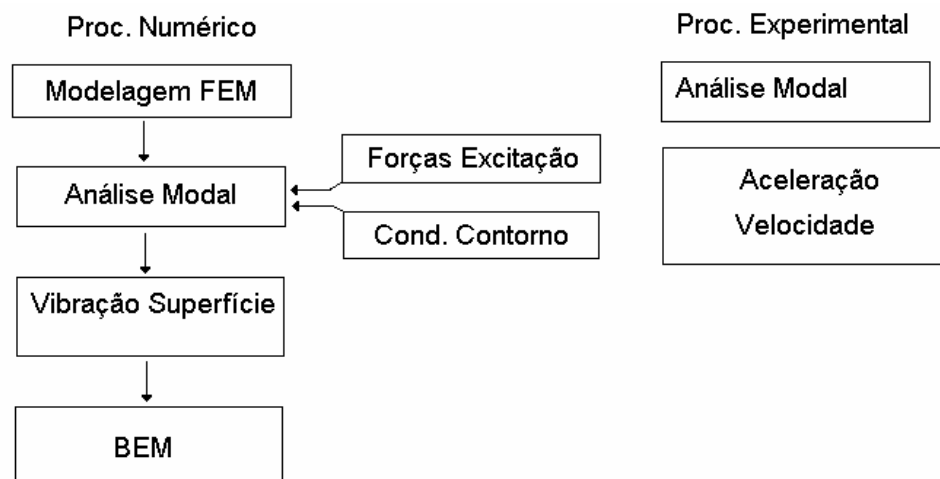 Proc. Numérico
Modelagem FEM
Análise Modal
Forças Excitação
Cond. Contorno
Vibração Superfície
BEM
Proc. Experimental
Análise Modal
Aceleração
Velocidade